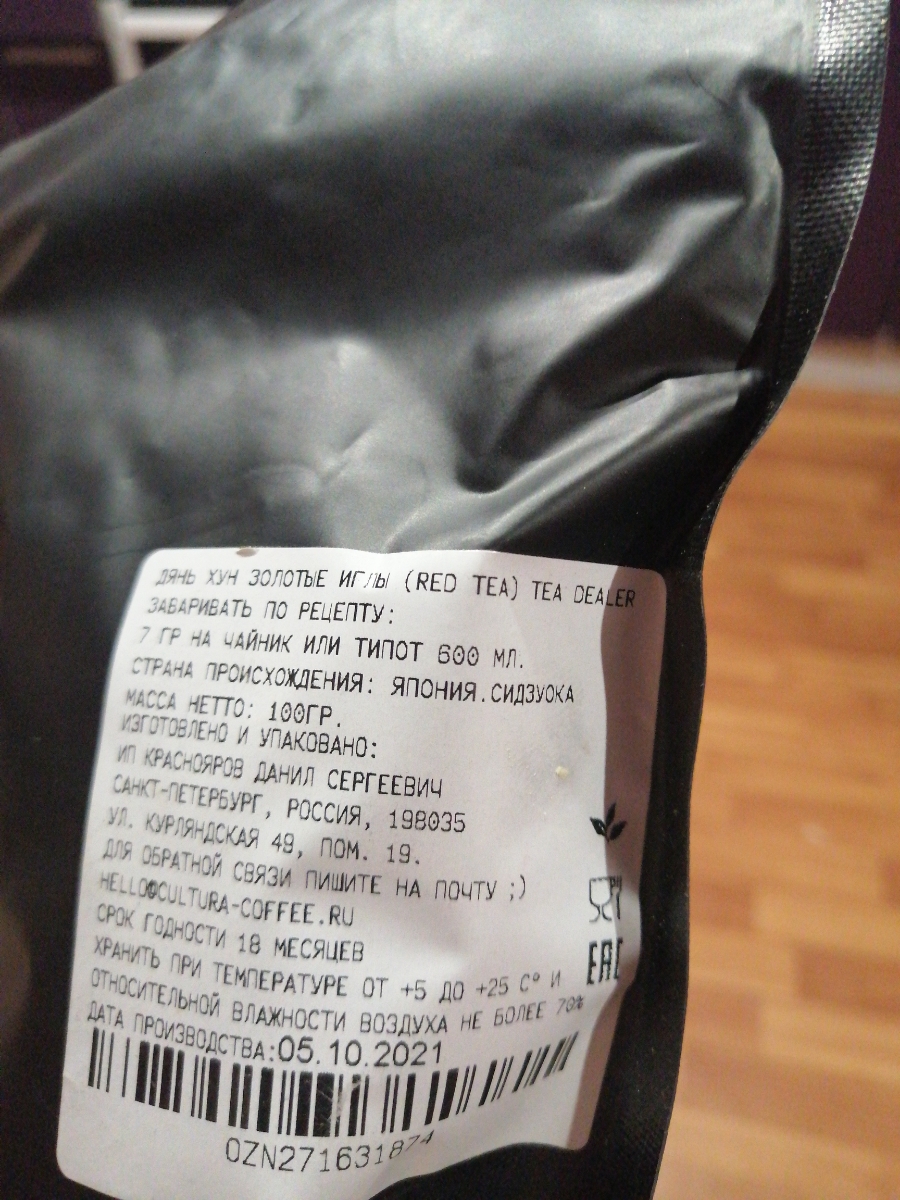 ДЯНЬ ХУН ЗОЛОТЫЕ ИГЛЫ (RED TEA) TEA DEALER
ЗАВАРИВАТЬ ПО РЕЦЕПТУ:
7 ГР НА ЧАЙНИК ИЛИ ТИПОТ 600 МЛ.
СТРАНА ПРОИСХОЖДЕНИЯ: ЯПОНИЯ.СИДЗУОКА
МАССА НЕТТО: 100ГР.
ИЗГОТОВЛЕНО И УПАКОВАНО:
ИП КРАСНОЯРОВ ДАНИЛ СЕРГЕЕВИЧ
САНКТ-ПЕТЕРБУРГ, РОССИЯ, 198035
УЛ. КУРЛЯНДСКАЯ 49, ПОМ. 19.
ДЛЯ ОБРАТНОЙ СВЯЗИ ПИШИТЕ НА ПОЧТУ ;)
HELLO@CULTURA-COFFEE.RU
СРОК ГОДНОСТИ 18 МЕСЯЦЕВ
ХРАНИТЬ ПРИ ТЕМПЕРАТУРЕ ОТ +5 ДО +25 С° И
ОТНОСИТЕЛЬНОЙ ВЛАЖНОСТИ ВОЗДУХА НЕ БОЛЕЕ 70%
ДАТА ПРОИЗВОДСТВА:05.10.2021
OZN271631874
EAC